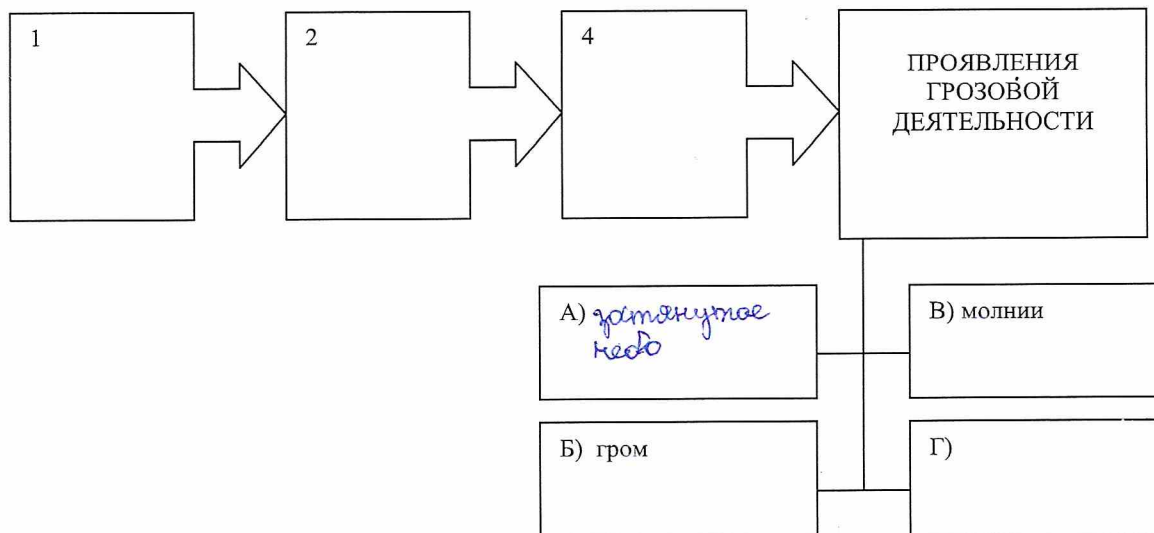 1
2
4
ПРОЯВЛЕНИЯ
ГРОЗОВОЙ
ДЕЯТЕЛЬНОСТИ
А) затянутое
небо
В) молнии
Б) гром
Г)